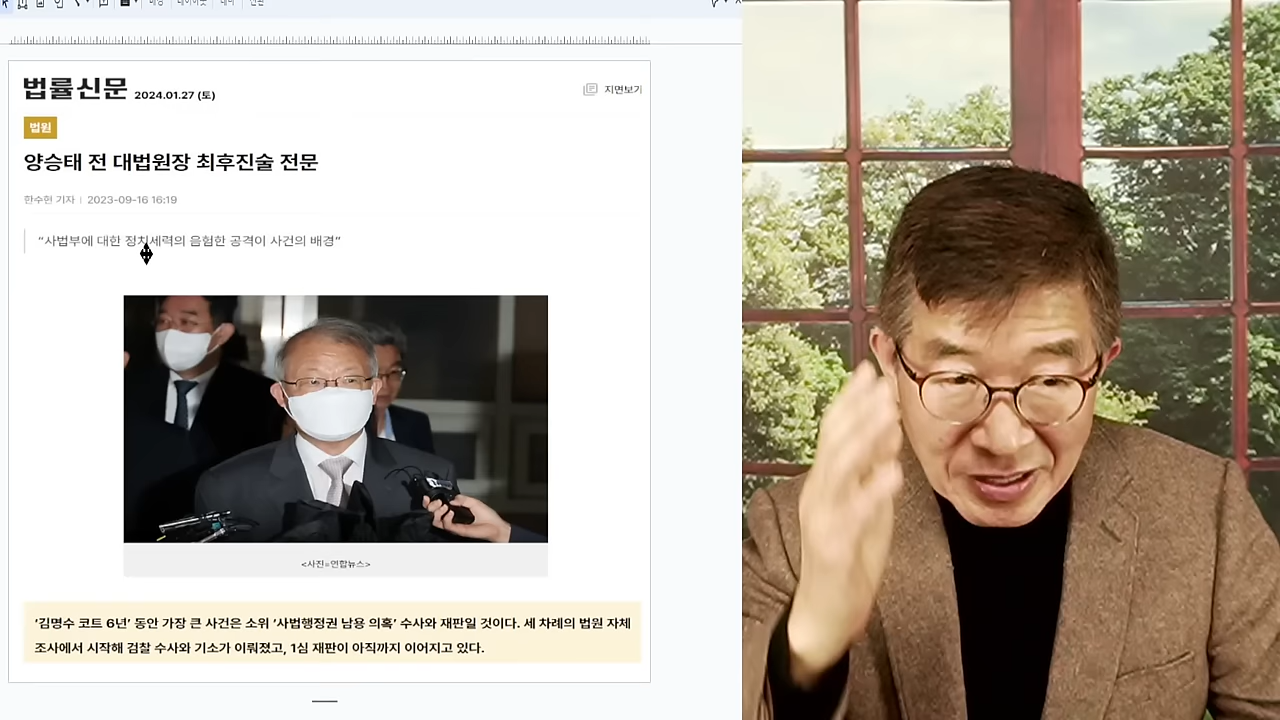 법률신문 2024.01.27 (토)
지면보기
법원
양승태 전 대법원장 최후진술 전문
한수현 기자 | 2023-09-16 16:19
“사법부에 대한 정치세력의 음험한 공격이 사건의 배경”
<사진=연합뉴스>
‘김명수 코트 6년’ 동안 가장 큰 사건은 소위 ‘사법행정권 남용 의혹’ 수사와 재판일 것이다. 세 차례의 법원 자체
조사에서 시작해 검찰 수사와 기소가 이뤄졌고, 1심 재판이 아직까지 이어지고 있다.